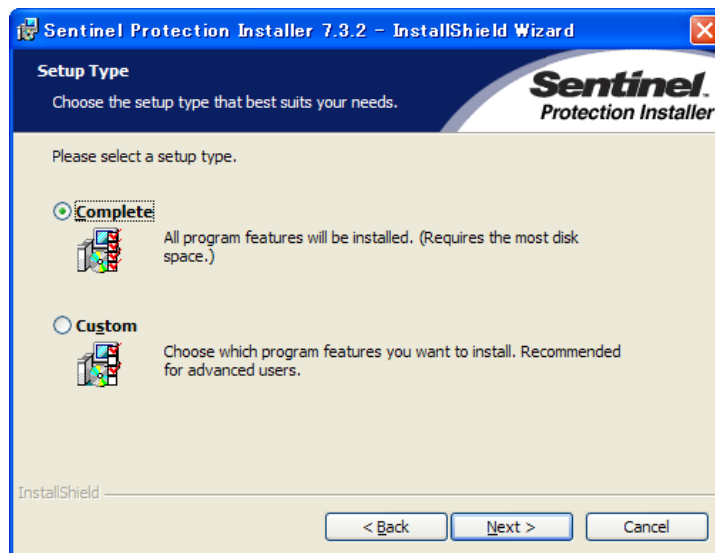 Sentinel Protection Installer 7.3.2 - InstallShield Wizard
Setup Type
Choose the setup type that best suits your needs.
Sentinel.
Protection Installer
Please select a setup type.
Complete
All program features will be installed. (Requires the most disk
space.)
Custom
Choose which program features you want to install. Recommended
for advanced users.
InstallShield
< Back
Next >
Cancel